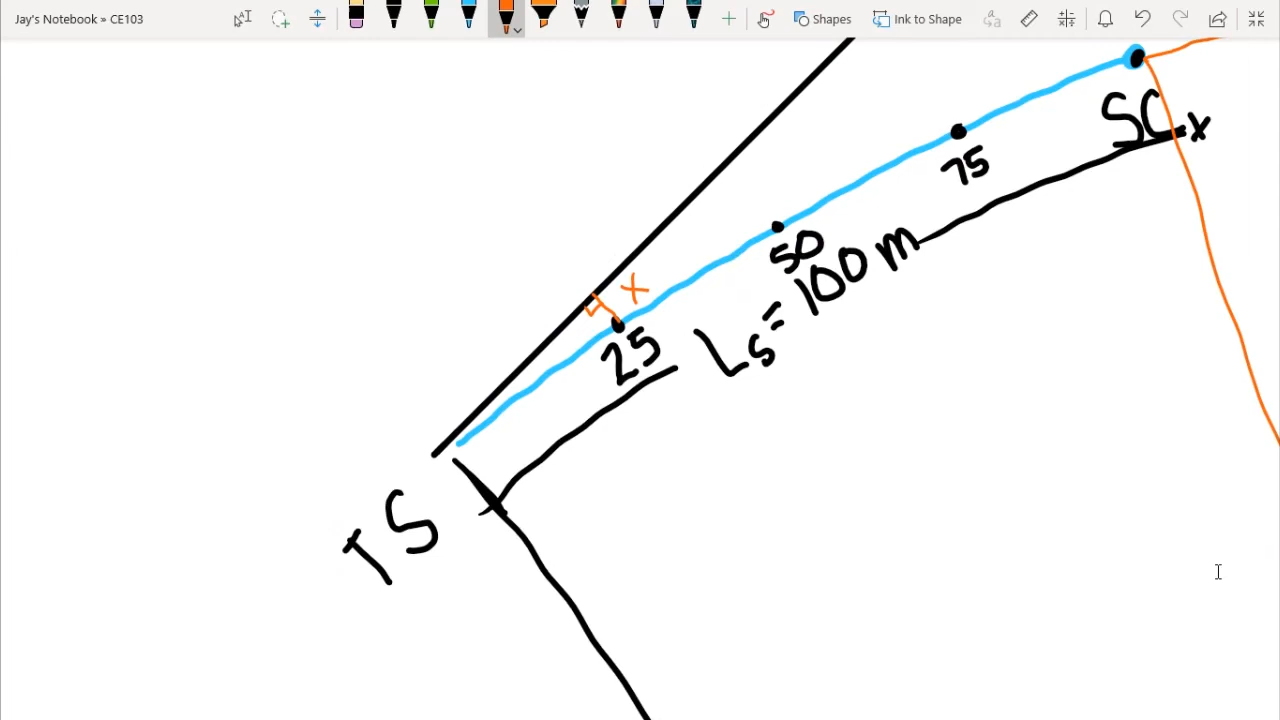 Jay's Notebook » CE103
Shapes
Ink to Shape
SC
x
75
50
Ls = 100 m
x
25
TS